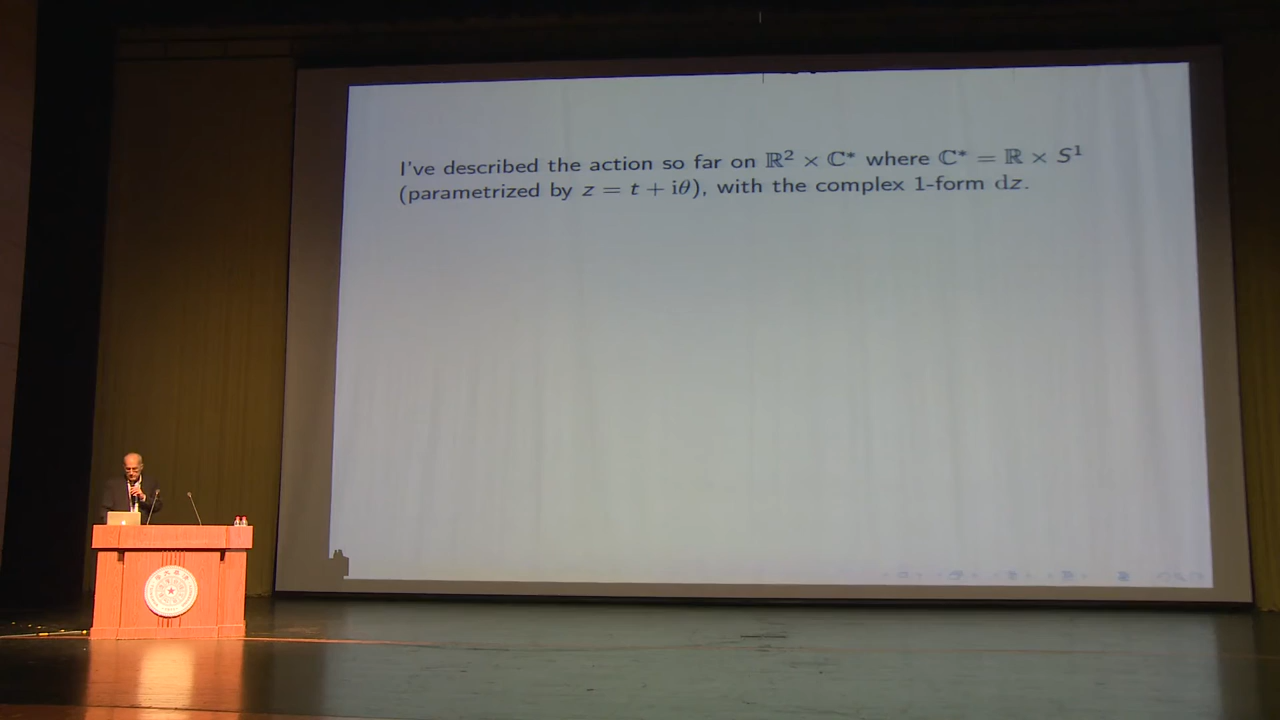 I've described the action so far on ℝ² × ℂ* where ℂ* = ℝ × S¹
(parametrized by z = t + iθ), with the complex 1-form dz.